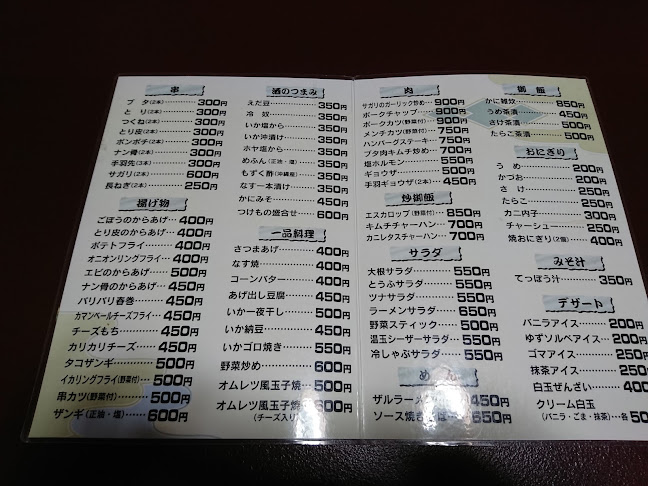 串
ブタ(2本)………300円
とり(2本)………300円
つくね(2本)………300円
とり皮(2本)………300円
ボンボチ(2本)………300円
ナン骨(2本)………300円
手羽先(3本)………300円
サガリ(2本)………600円
長ねぎ(2本)………250円
揚げ物
ごぼうのからあげ…400円
とり皮のからあげ…400円
ポテトフライ………400円
オニオンリングフライ…400円
エビのからあげ……500円
ナン骨のからあげ…450円
パリパリ春巻………450円
カマンベールチーズフライ…450円
チーズもち…………450円
カリカリチーズ……450円
タコザンギ…………500円
イカリングフライ(野菜付)…500円
串カツ(野菜付)………500円
ザンギ(正油・塩)……600円
酒のつまみ
えだ豆…………350円
冷奴…………350円
いか塩から………350円
いか沖漬け………350円
ホヤ塩から………350円
めふん(正油・塩)…350円
もずく酢(沖縄産)…350円
なす一本漬け……350円
かにみそ…………450円
つけもの盛合せ…600円
一品料理
さつまあげ………400円
なす焼……………400円
コーンバター……400円
あげ出し豆腐……450円
いか一夜干し……500円
いか納豆…………450円
いかゴロ焼き……550円
野菜炒め…………600円
オムレツ風玉子焼…500円
オムレツ風玉子焼…600円
(チーズ入り)
肉
サガリのガーリック炒め…900円
ポークチャップ……900円
ポークカツ(野菜付)…900円
メンチカツ(野菜付)…750円
ハンバーグステーキ…750円
ブタ肉キムチ炒め…700円
塩ホルモン…………550円
ギョウザ……………500円
手羽ギョウザ(2本)…450円
炒御飯
エスカロップ(野菜付)…850円
キムチチャーハン…700円
カニレタスチャーハン…700円
サラダ
大根サラダ………550円
とうふサラダ……550円
ツナサラダ………550円
ラーメンサラダ…650円
野菜スティック…500円
温玉シーザーサラダ…550円
冷しゃぶサラダ…550円
めん
ザルラーメン…450円
ソース焼きそば…650円
御飯
かに雑炊………850円
うめ茶漬………450円
さけ茶漬………500円
たらこ茶漬……500円
おにぎり
うめ…………200円
かつお…………200円
さけ…………250円
たらこ…………250円
カニ内子………300円
チャーシュー…250円
焼おにぎり(2個)…400円
みそ汁
てっぽう汁……350円
デザート
バニラアイス……200円
ゆずソルベアイス…300円
ゴマアイス………350円
抹茶アイス………350円
白玉ぜんざい……400
クリーム白玉
(バニラ・ごま・抹茶)…各50